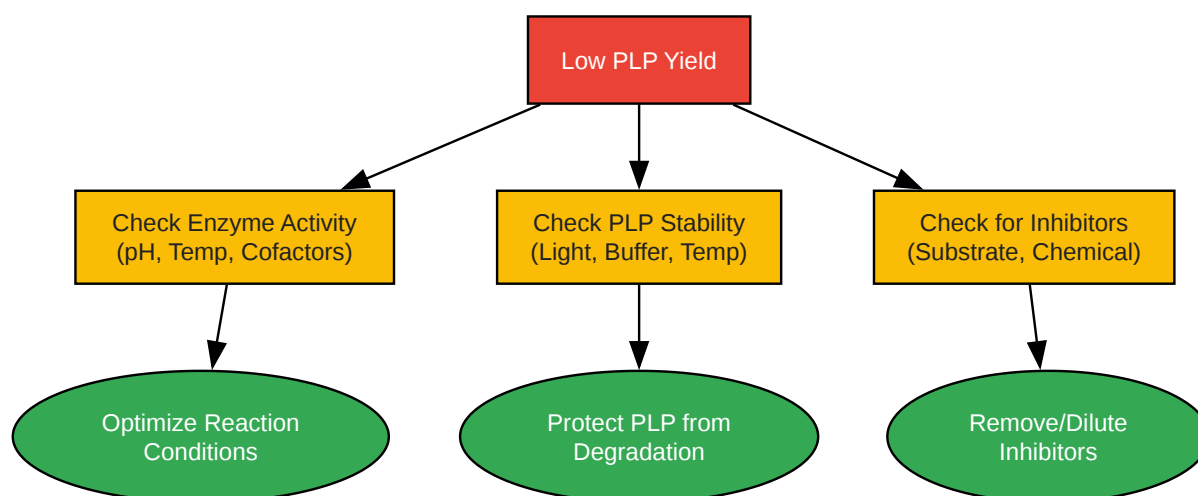 Low PLP Yield
Check Enzyme Activity
(pH, Temp, Cofactors)
Check PLP Stability
(Light, Buffer, Temp)
Check for Inhibitors
(Substrate, Chemical)
Optimize Reaction
Conditions
Protect PLP from
Degradation
Remove/Dilute
Inhibitors